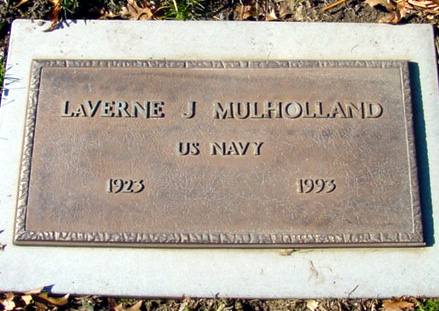 LaVERNE J MULHOLLAND
US NAVY
1923 1993